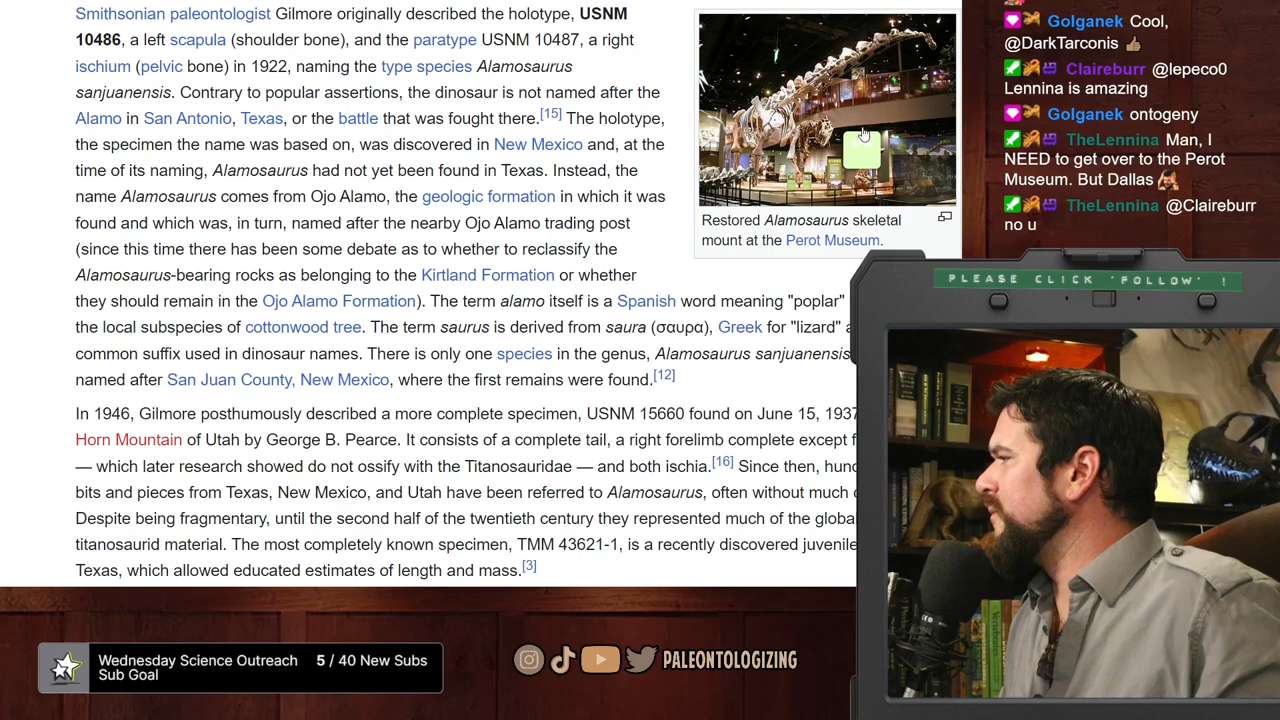 Smithsonian paleontologist Gilmore originally described the holotype, USNM
10486, a left scapula (shoulder bone), and the paratype USNM 10487, a right
ischium (pelvic bone) in 1922, naming the type species Alamosaurus
sanjuanensis. Contrary to popular assertions, the dinosaur is not named after the
Alamo in San Antonio, Texas, or the battle that was fought there.[15] The holotype,
the specimen the name was based on, was discovered in New Mexico and, at the
time of its naming, Alamosaurus had not yet been found in Texas. Instead, the
name Alamosaurus comes from Ojo Alamo, the geologic formation in which it was
found and which was, in turn, named after the nearby Ojo Alamo trading post
(since this time there has been some debate as to whether to reclassify the
Alamosaurus-bearing rocks as belonging to the Kirtland Formation or whether
they should remain in the Ojo Alamo Formation). The term alamo itself is a Spanish word meaning "poplar"
the local subspecies of cottonwood tree. The term saurus is derived from saura (σαυρα), Greek for "lizard"
common suffix used in dinosaur names. There is only one species in the genus, Alamosaurus sanjuanensis
named after San Juan County, New Mexico, where the first remains were found.[12]
In 1946, Gilmore posthumously described a more complete specimen, USNM 15660 found on June 15, 1937
Horn Mountain of Utah by George B. Pearce. It consists of a complete tail, a right forelimb complete except
— which later research showed do not ossify with the Titanosauridae — and both ischia.[16] Since then, hun
bits and pieces from Texas, New Mexico, and Utah have been referred to Alamosaurus, often without much
Despite being fragmentary, until the second half of the twentieth century they represented much of the globa
titanosaurid material. The most completely known specimen, TMM 43621-1, is a recently discovered juvenile
Texas, which allowed educated estimates of length and mass.[3]
Restored Alamosaurus skeletal
mount at the Perot Museum.
Golganek Cool,
@DarkTarconis
Claireburr @lepeco0
Lennina is amazing
Golganek ontogeny
TheLennina Man, I
NEED to get over to the Perot
Museum. But Dallas
TheLennina @Claireburr
no u
PLEASE CLICK 'FOLLOW' !
Wednesday Science Outreach 5 / 40 New Subs
Sub Goal
PALEONTOLOGIZING